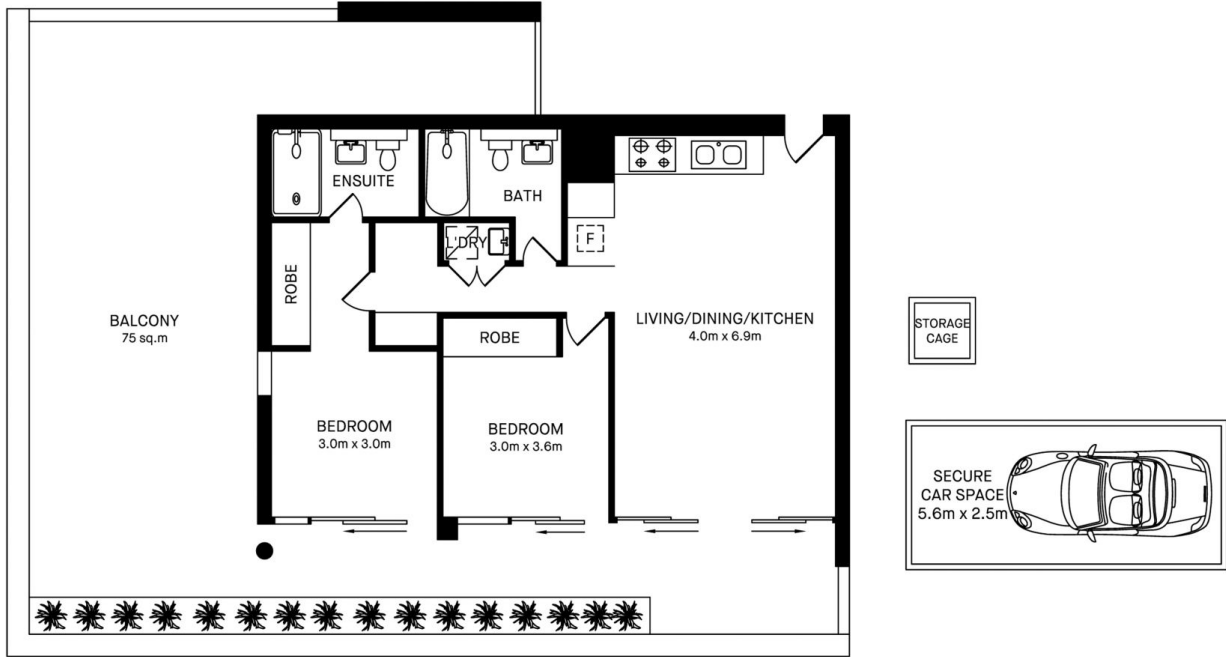 ENSUITE
BATH
L'DRY
F
ROBE
BALCONY
75 sq.m
LIVING/DINING/KITCHEN
4.0m x 6.9m
ROBE
BEDROOM
3.0m x 3.0m
BEDROOM
3.0m x 3.6m
STORAGE
CAGE
SECURE
CAR SPACE
5.6m x 2.5m